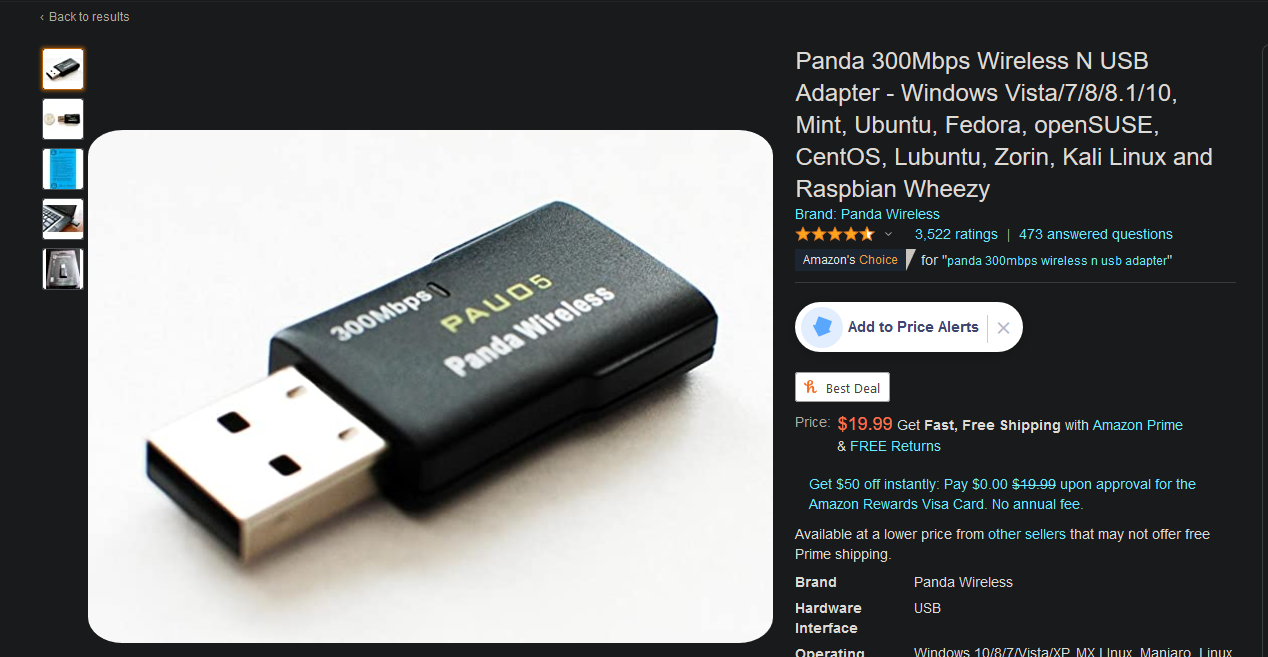 ‹ Back to results
Panda 300Mbps Wireless N USB
Adapter - Windows Vista/7/8/8.1/10,
Mint, Ubuntu, Fedora, openSUSE,
CentOS, Lubuntu, Zorin, Kali Linux and
Raspbian Wheezy
Brand: Panda Wireless
3,522 ratings | 473 answered questions
Amazon's Choice for "panda 300mbps wireless n usb adapter"
Add to Price Alerts
Best Deal
Price: $19.99 Get Fast, Free Shipping with Amazon Prime
& FREE Returns
Get $50 off instantly: Pay $0.00 $19.99 upon approval for the
Amazon Rewards Visa Card. No annual fee.
Available at a lower price from other sellers that may not offer free
Prime shipping.
Brand Panda Wireless
Hardware USB
Interface
Operating Windows 10/8/7/Vista/XP, MX LInux, Manjaro, Linux
300Mbps
PAU05
Panda Wireless